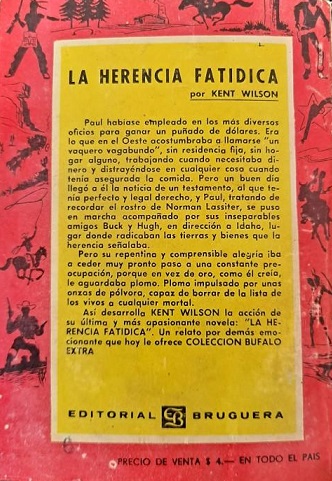 LA HERENCIA FATIDICA
por KENT WILSON
Paul habíase empleado en los más diversos
oficios para ganar un puñado de dólares. Era
lo que en el Oeste acostumbraba a llamarse "un
vaquero vagabundo", sin residencia fija, sin ho-
gar alguno, trabajando cuando necesitaba di-
nero y distrayéndose en cualquier cosa cuando
tenía asegurada la comida. Pero un buen día
llegó a él la noticia de un testamento, al que te-
nía perfecto y legal derecho, y Paul, tratando de
recordar el rostro de Norman Lassiter, se puso
en marcha acompañado por sus inseparables
amigos Buck y Hugh, en dirección a Idaho, lu-
gar donde radicaban las tierras y bienes que la
herencia señalaba.
Pero su repentina y comprensible alegría iba
a ceder muy pronto paso a una constante pre-
ocupación, porque en vez de oro, como él creía,
le aguardaba plomo. Plomo impulsado por unas
onzas de pólvora, capaz de borrar de la lista de
los vivos a cualquier mortal.
Así desarrolla KENT WILSON la acción de
su última y más apasionante novela: "LA HE-
RENCIA FATIDICA". Un relato por demás emo-
cionante que hoy le ofrece COLECCION BUFALO
EXTRA
EDITORIAL B BRUGUERA
PRECIO DE VENTA $ 4.— EN TODO EL PAIS